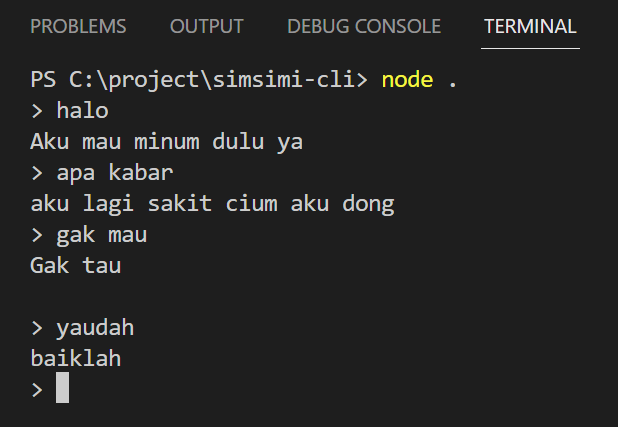 PROBLEMS OUTPUT DEBUG CONSOLE TERMINAL
PS C:\project\simsimi-cli> node .
> halo
Aku mau minum dulu ya
> apa kabar
aku lagi sakit cium aku dong
> gak mau
Gak tau
> yaudah
baiklah
>